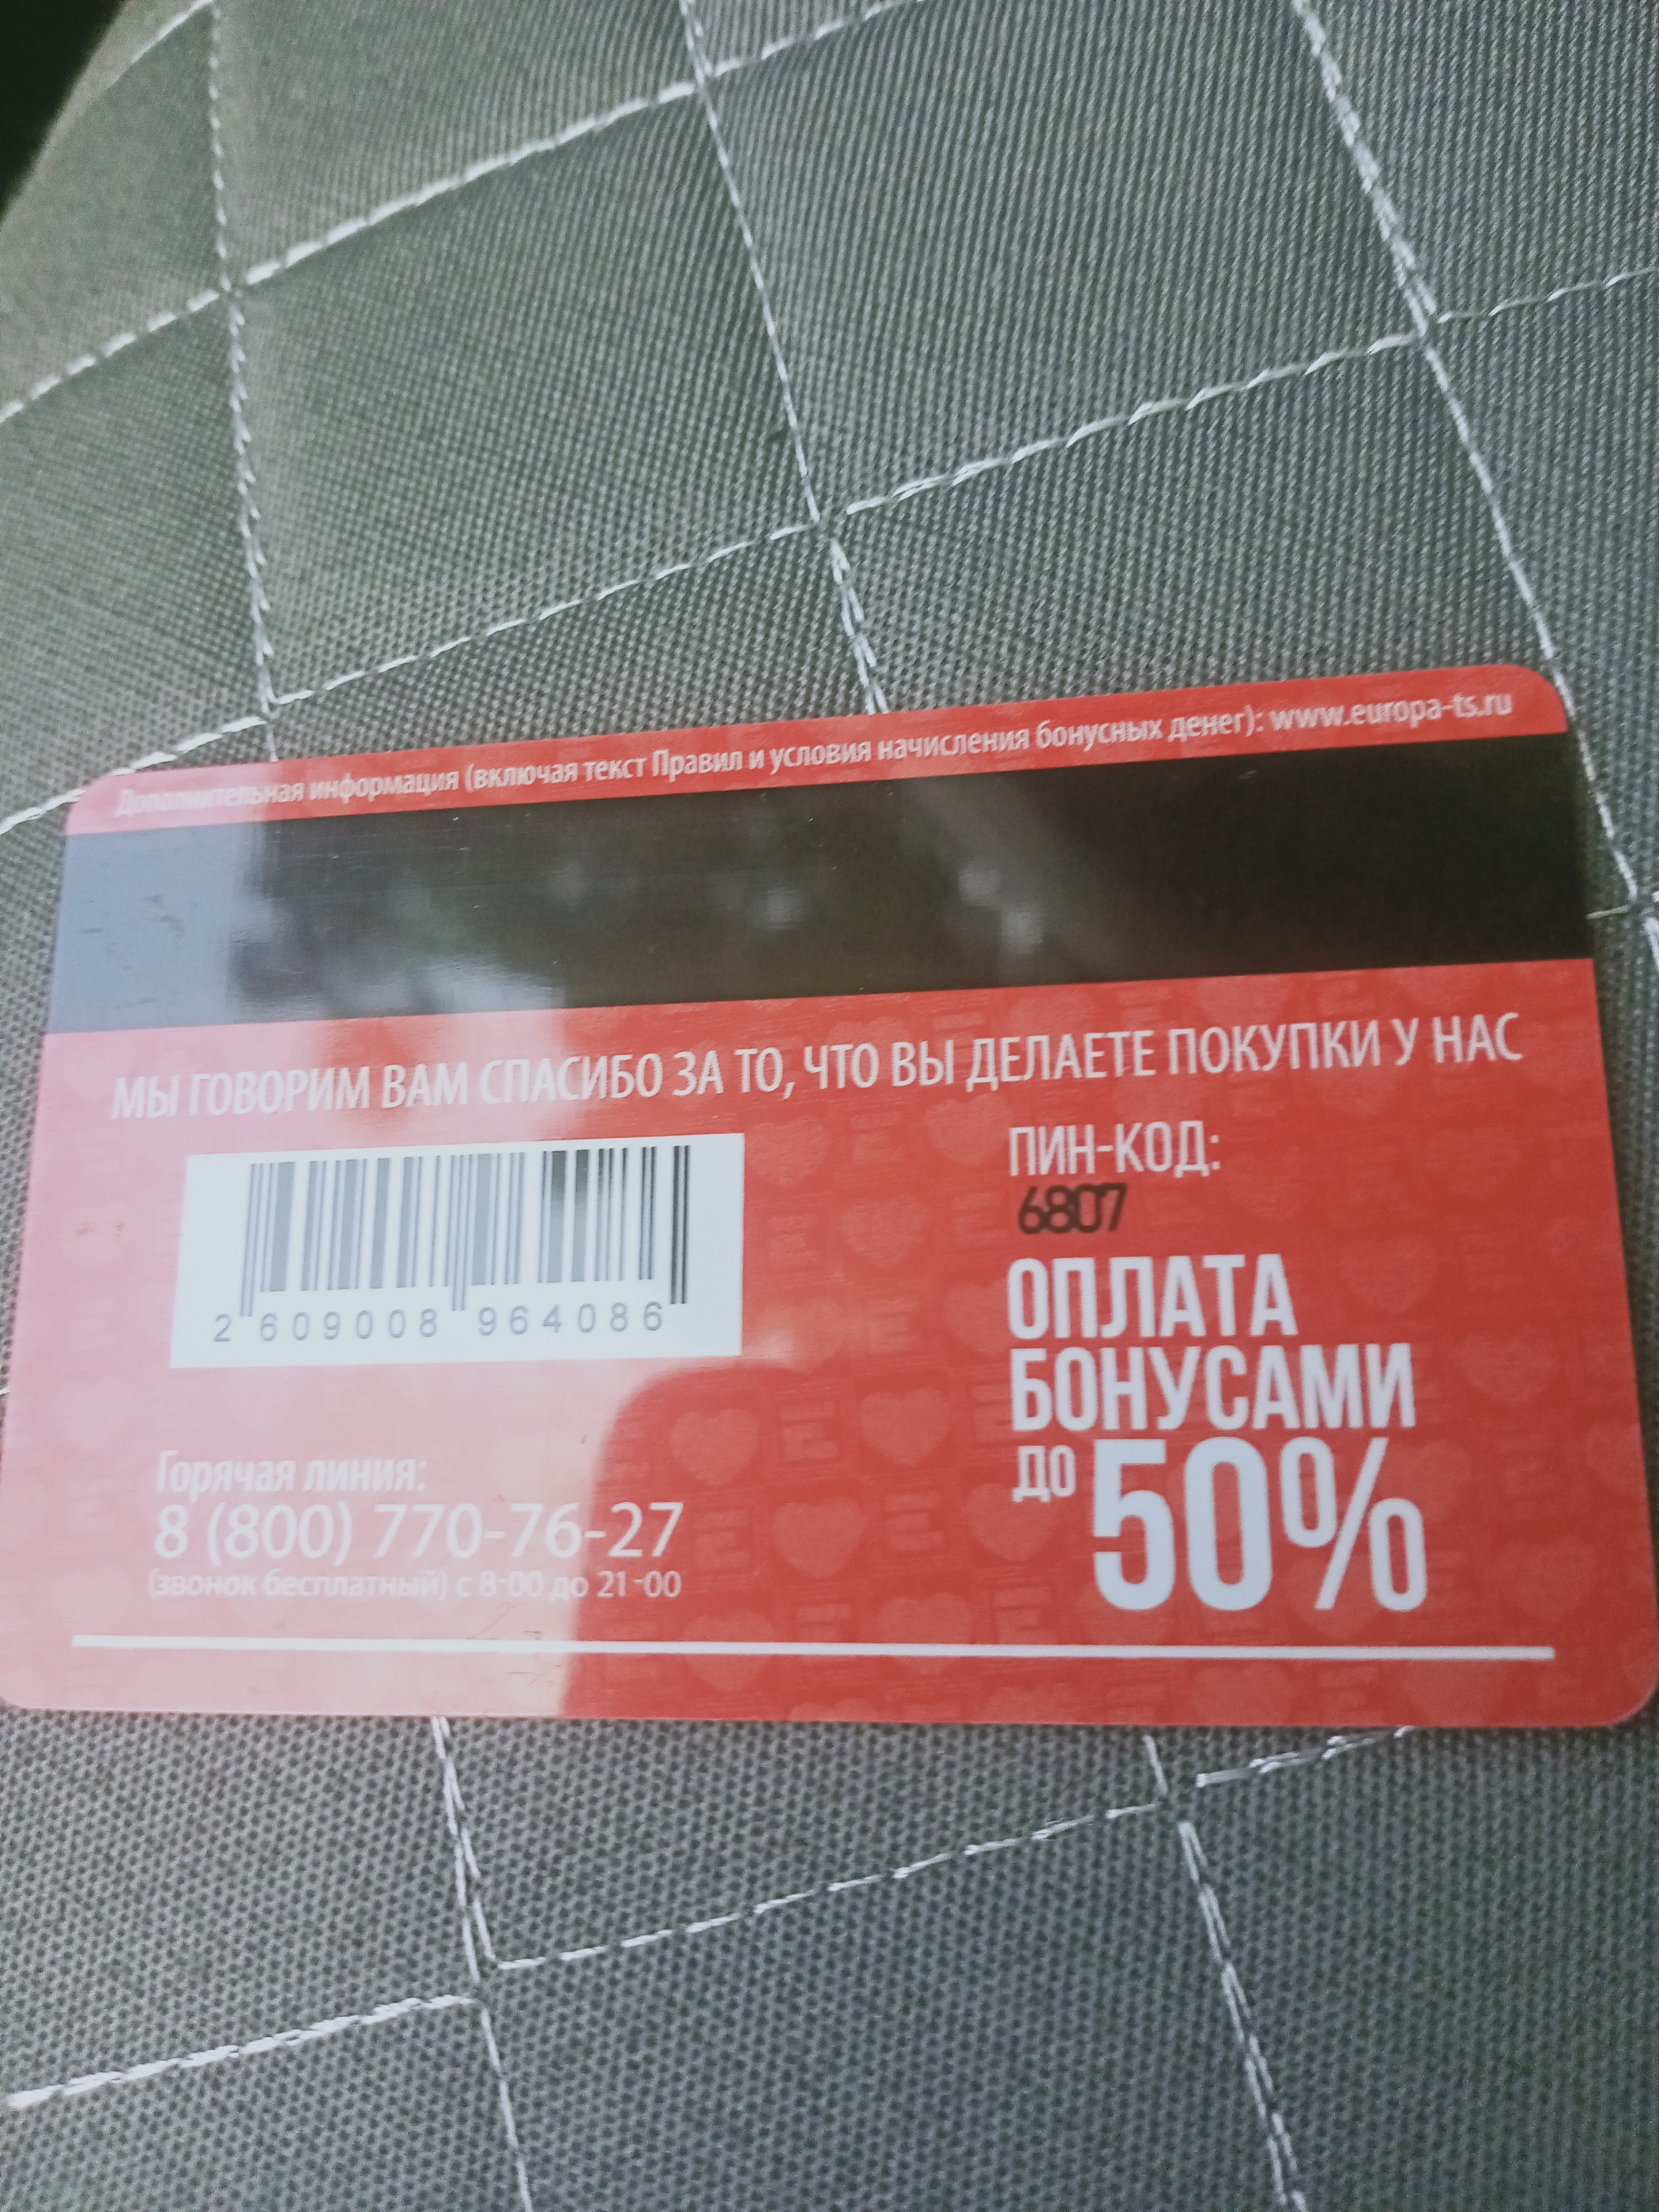 Дополнительная информация (включая текст Правил и условия начисления бонусных денег): www.europa-ts.ru
МЫ ГОВОРИМ ВАМ СПАСИБО ЗА ТО, ЧТО ВЫ ДЕЛАЕТЕ ПОКУПКИ У НАС
2 609008 964086
ПИН-КОД:
6807
ОПЛАТА
БОНУСАМИ
ДО 50%
Горячая линия:
8 (800) 770-76-27
(звонок бесплатный) с 8-00 до 21-00